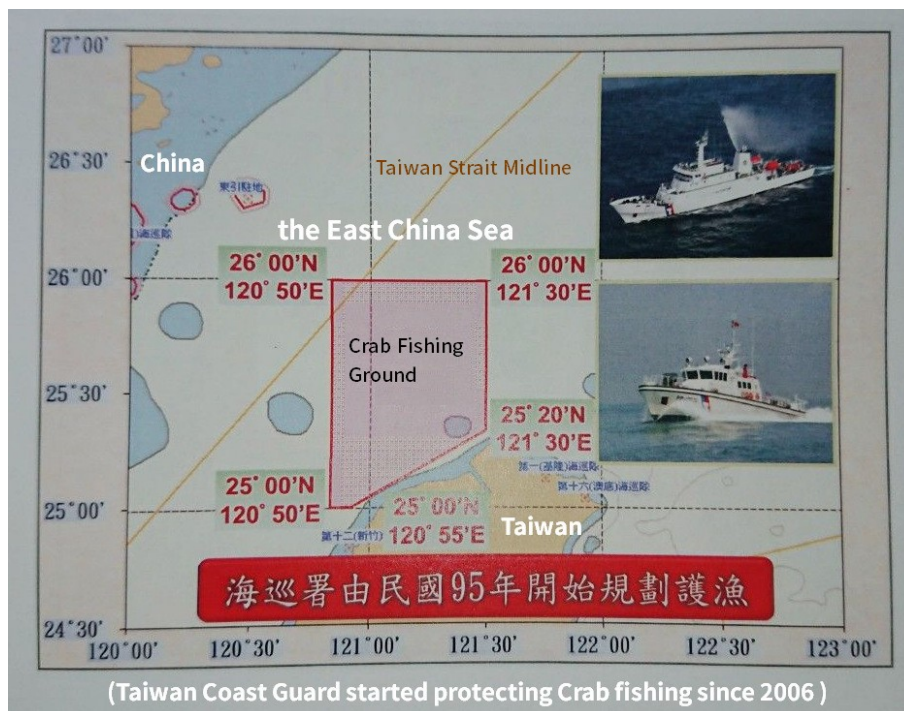 27°00'
26°30'
China
Taiwan Strait Midline
東引駐地
the East China Sea
)海巡隊
26° 00'N
120° 50'E
26° 00'N
121° 30'E
26°00'
Crab Fishing
Ground
25°30'
25° 20'N
121° 30'E
第一(基隆)海巡隊
第十六(澳底)海巡隊
25° 00'N
120° 50'E
25° 00'N
120° 55'E
25°00'
Taiwan
第十二(新竹)
海巡署由民國95年開始規劃護漁
24°30'
120°00'
120°30'
121°00'
121°30'
122°00'
122°30'
123°00'
(Taiwan Coast Guard started protecting Crab fishing since 2006 )